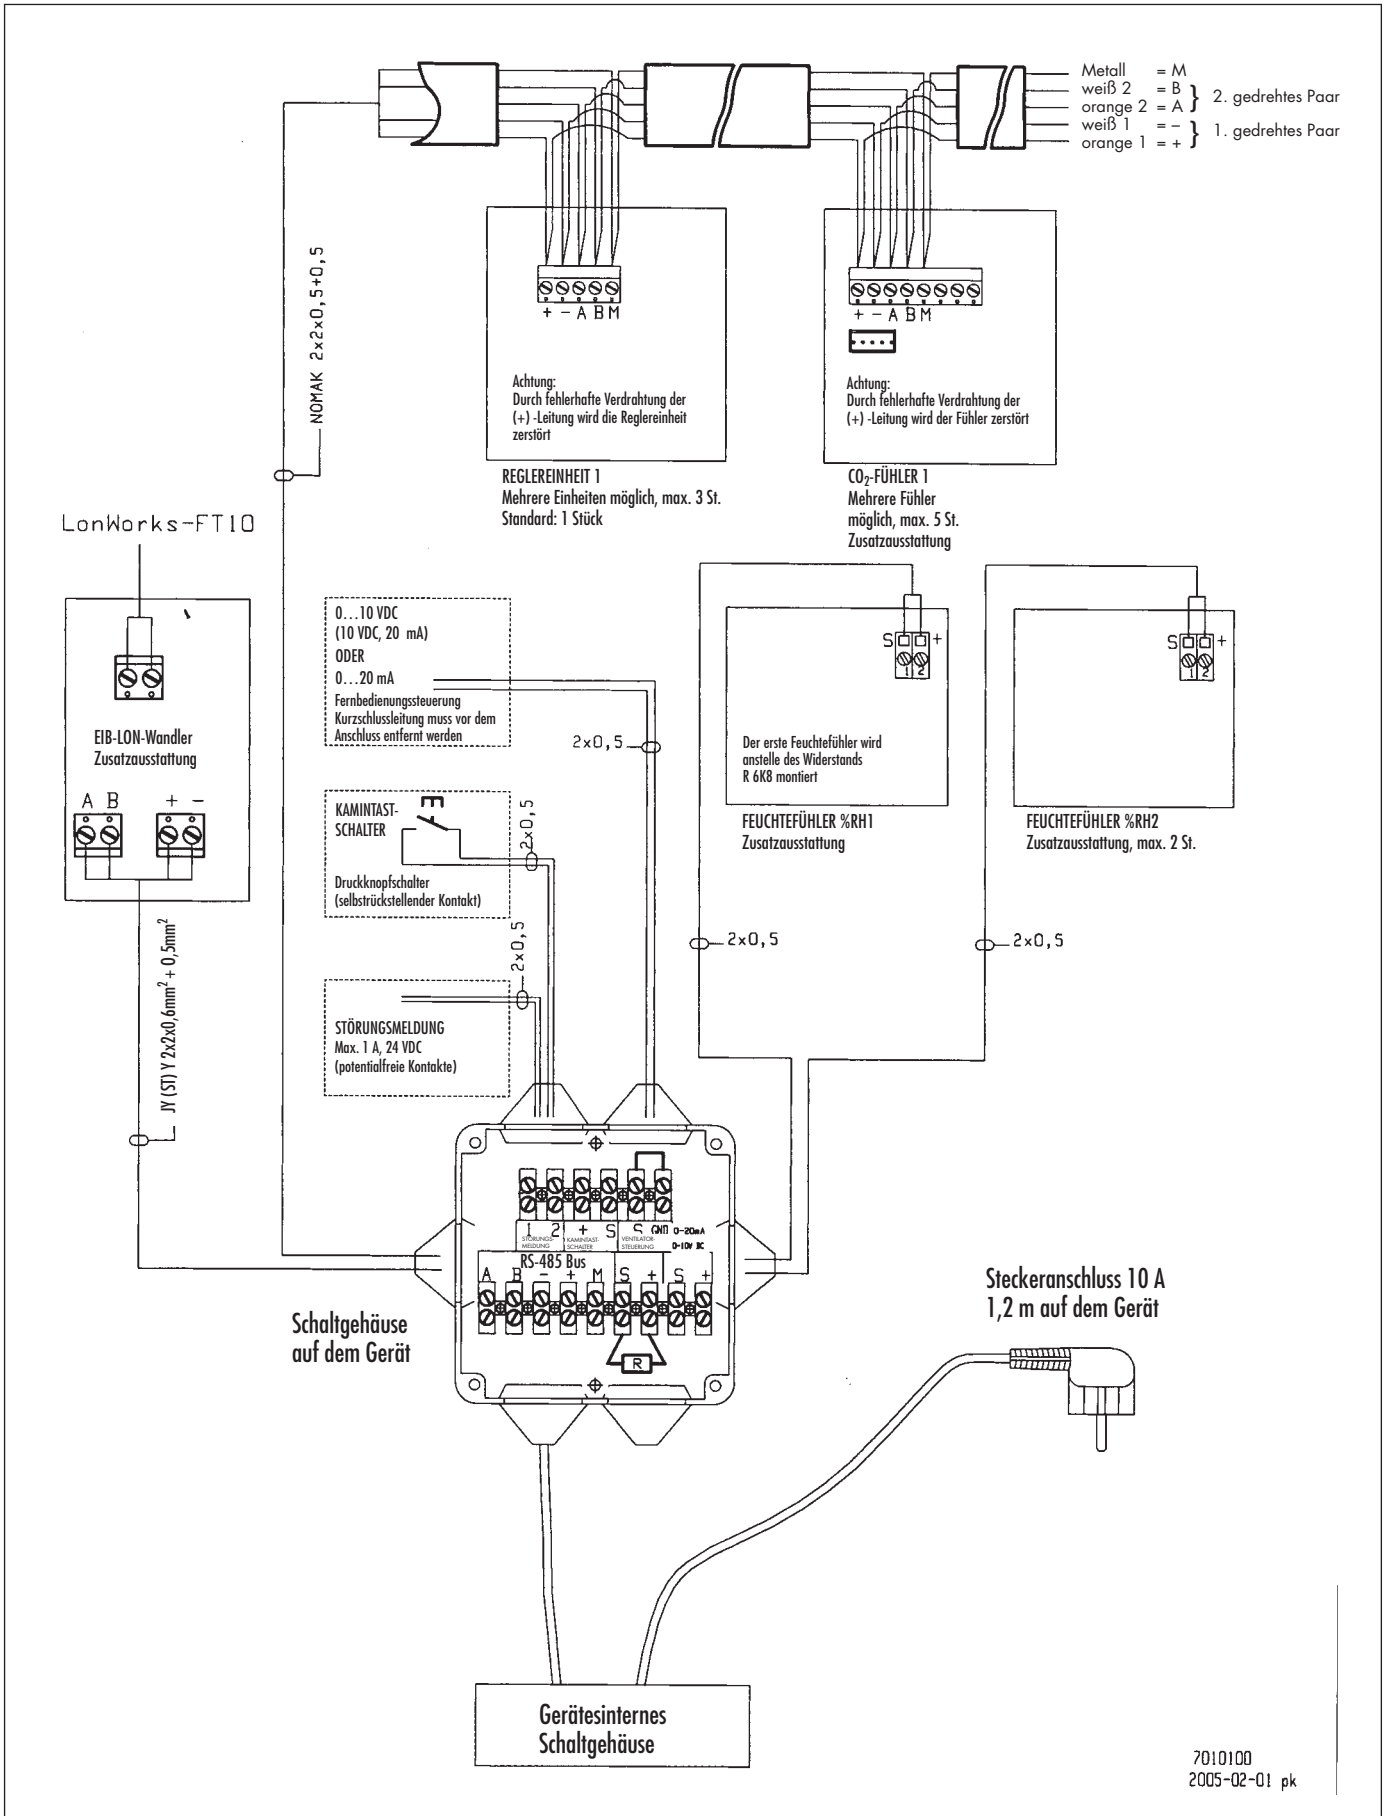 Metall = M
weiß 2 = B
orange 2 = A
} 2. gedrehtes Paar
weiß 1 = –
orange 1 = +
} 1. gedrehtes Paar
NOMAK 2x2x0,5+0,5
+ – A B M
Achtung:
Durch fehlerhafte Verdrahtung der
(+) -Leitung wird die Reglereinheit
zerstört
REGLEREINHEIT 1
Mehrere Einheiten möglich, max. 3 St.
Standard: 1 Stück
+ – A B M
Achtung:
Durch fehlerhafte Verdrahtung der
(+) -Leitung wird der Fühler zerstört
CO₂-FÜHLER 1
Mehrere Fühler
möglich, max. 5 St.
Zusatzausstattung
LonWorks-FT10
EIB-LON-Wandler
Zusatzausstattung
A B + –
JY (ST) Y 2x2x0,6mm² + 0,5mm²
0...10 VDC
(10 VDC, 20 mA)
ODER
0...20 mA
Fernbedienungssteuerung
Kurzschlussleitung muss vor dem
Anschluss entfernt werden
2x0,5
KAMINTAST-
SCHALTER
Druckknopfschalter
(selbstrückstellender Kontakt)
2x0,5
STÖRUNGSMELDUNG
Max. 1 A, 24 VDC
(potentialfreie Kontakte)
2x0,5
S +
1 2
Der erste Feuchtefühler wird
anstelle des Widerstands
R 6K8 montiert
FEUCHTEFÜHLER %RH1
Zusatzausstattung
2x0,5
S +
1 2
FEUCHTEFÜHLER %RH2
Zusatzausstattung, max. 2 St.
2x0,5
1 2 + S S GND 0-20mA
0-10V DC
STÖRUNGS-
MELDUNG
KAMINTAST-
SCHALTER
VENTILATOR-
STEUERUNG
RS-485 Bus
A B – + M S + S +
R
Schaltgehäuse
auf dem Gerät
Steckeranschluss 10 A
1,2 m auf dem Gerät
Gerätesinternes
Schaltgehäuse
7010100
2005-02-01 pk